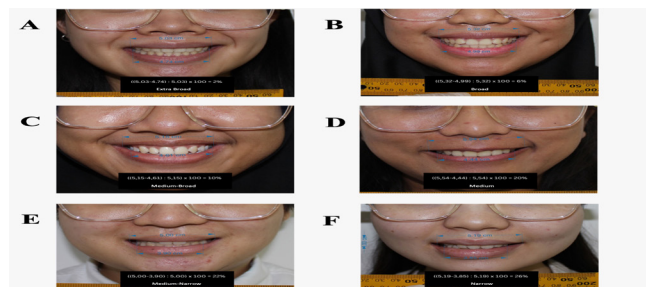 A
B
((5,03-4,74) : 5,03) x 100 = 2%
Extra Broad
((5,32-4,99) : 5,32) x 100 = 6%
Broad
C
D
((5,15-4,61) : 5,15) x 100 = 10%
Medium-Broad
((5,54-4,44) : 5,54) x 100 = 20%
Medium
E
F
((5,00-3,90) : 5,00) x 100 = 22%
Medium-Narrow
((5,19-3,85) : 5,19) x 100 = 26%
Narrow